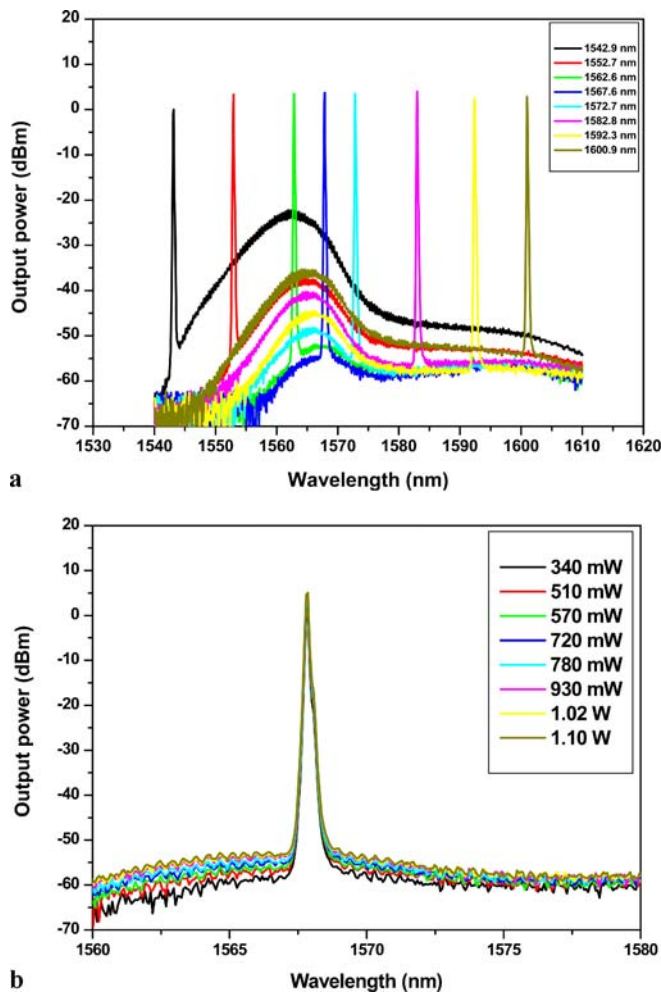 20
10
0
-10
-20
-30
-40
-50
-60
-70
Output power (dBm)
1542.9 nm
1552.7 nm
1562.6 nm
1567.6 nm
1572.7 nm
1582.8 nm
1592.3 nm
1600.9 nm
1530 1540 1550 1560 1570 1580 1590 1600 1610 1620
Wavelength (nm)
a
20
10
0
-10
-20
-30
-40
-50
-60
-70
Output power (dBm)
340 mW
510 mW
570 mW
720 mW
780 mW
930 mW
1.02 W
1.10 W
1560 1565 1570 1575 1580
Wavelength (nm)
b